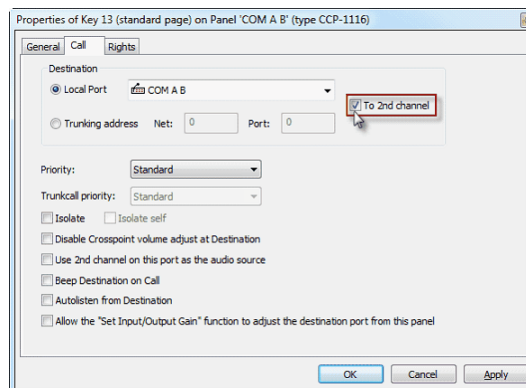 Properties of Key 13 (standard page) on Panel 'COM A B' (type CCP-1116)
General Call Rights
Destination
Local Port COM A B To 2nd channel
Trunking address Net: 0 Port: 0
Priority: Standard
Trunkcall priority: Standard
Isolate Isolate self
Disable Crosspoint volume adjust at Destination
Use 2nd channel on this port as the audio source
Beep Destination on Call
Autolisten from Destination
Allow the "Set Input/Output Gain" function to adjust the destination port from this panel
OK Cancel Apply